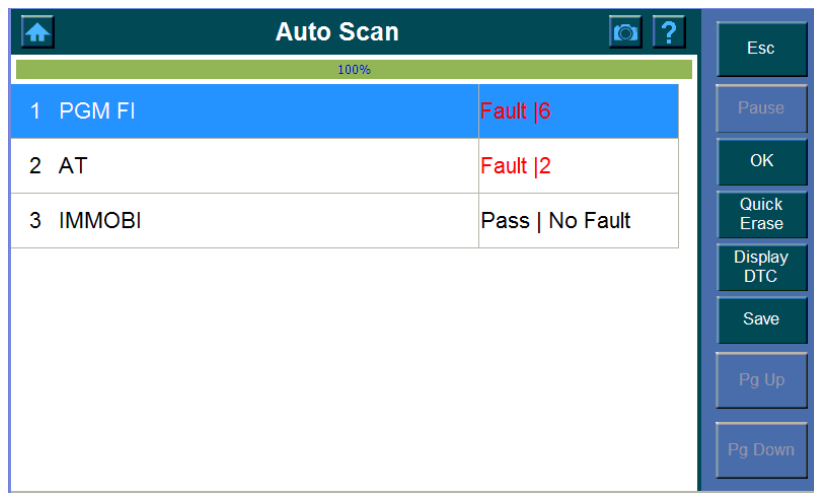 Auto Scan
?
100%
1 PGM FI Fault |6
2 AT Fault |2
3 IMMOBI Pass | No Fault
Esc
Pause
OK
Quick
Erase
Display
DTC
Save
Pg Up
Pg Down